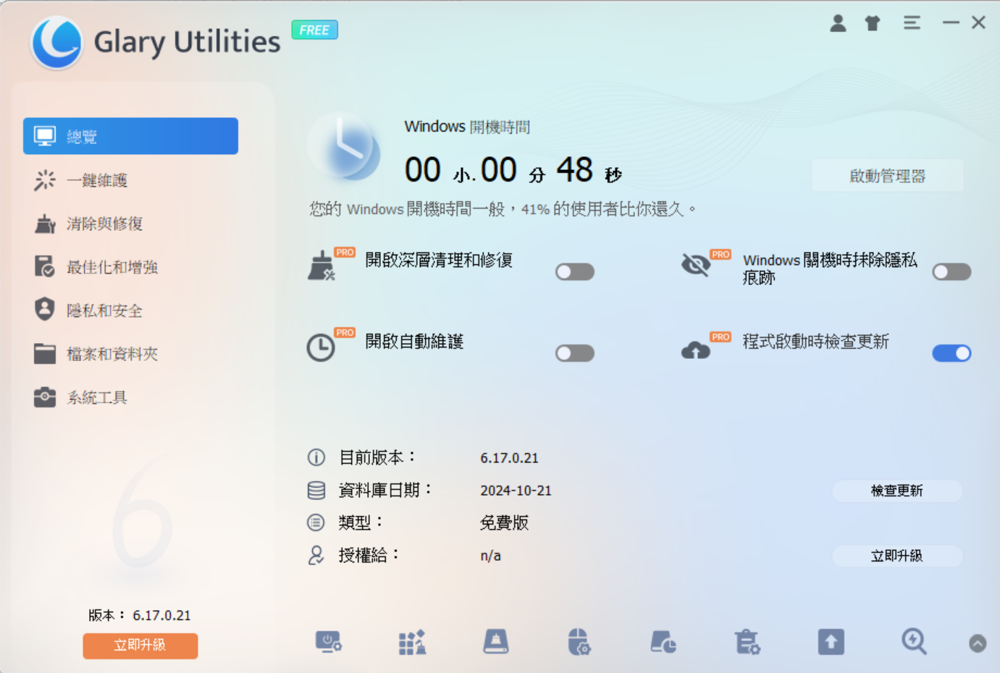 Glary Utilities FREE
總覽
一鍵維護
清除與修復
最佳化和增強
隱私和安全
檔案和資料夾
系統工具
6
版本： 6.17.0.21
立即升級
Windows 開機時間
00 小. 00 分 48 秒
啟動管理器
您的 Windows 開機時間一般，41% 的使用者比你還久。
PRO 開啟深層清理和修復
PRO Windows 關機時抹除隱私
痕跡
PRO 開啟自動維護
PRO 程式啟動時檢查更新
目前版本： 6.17.0.21
資料庫日期： 2024-10-21 檢查更新
類型： 免費版
授權給： n/a 立即升級